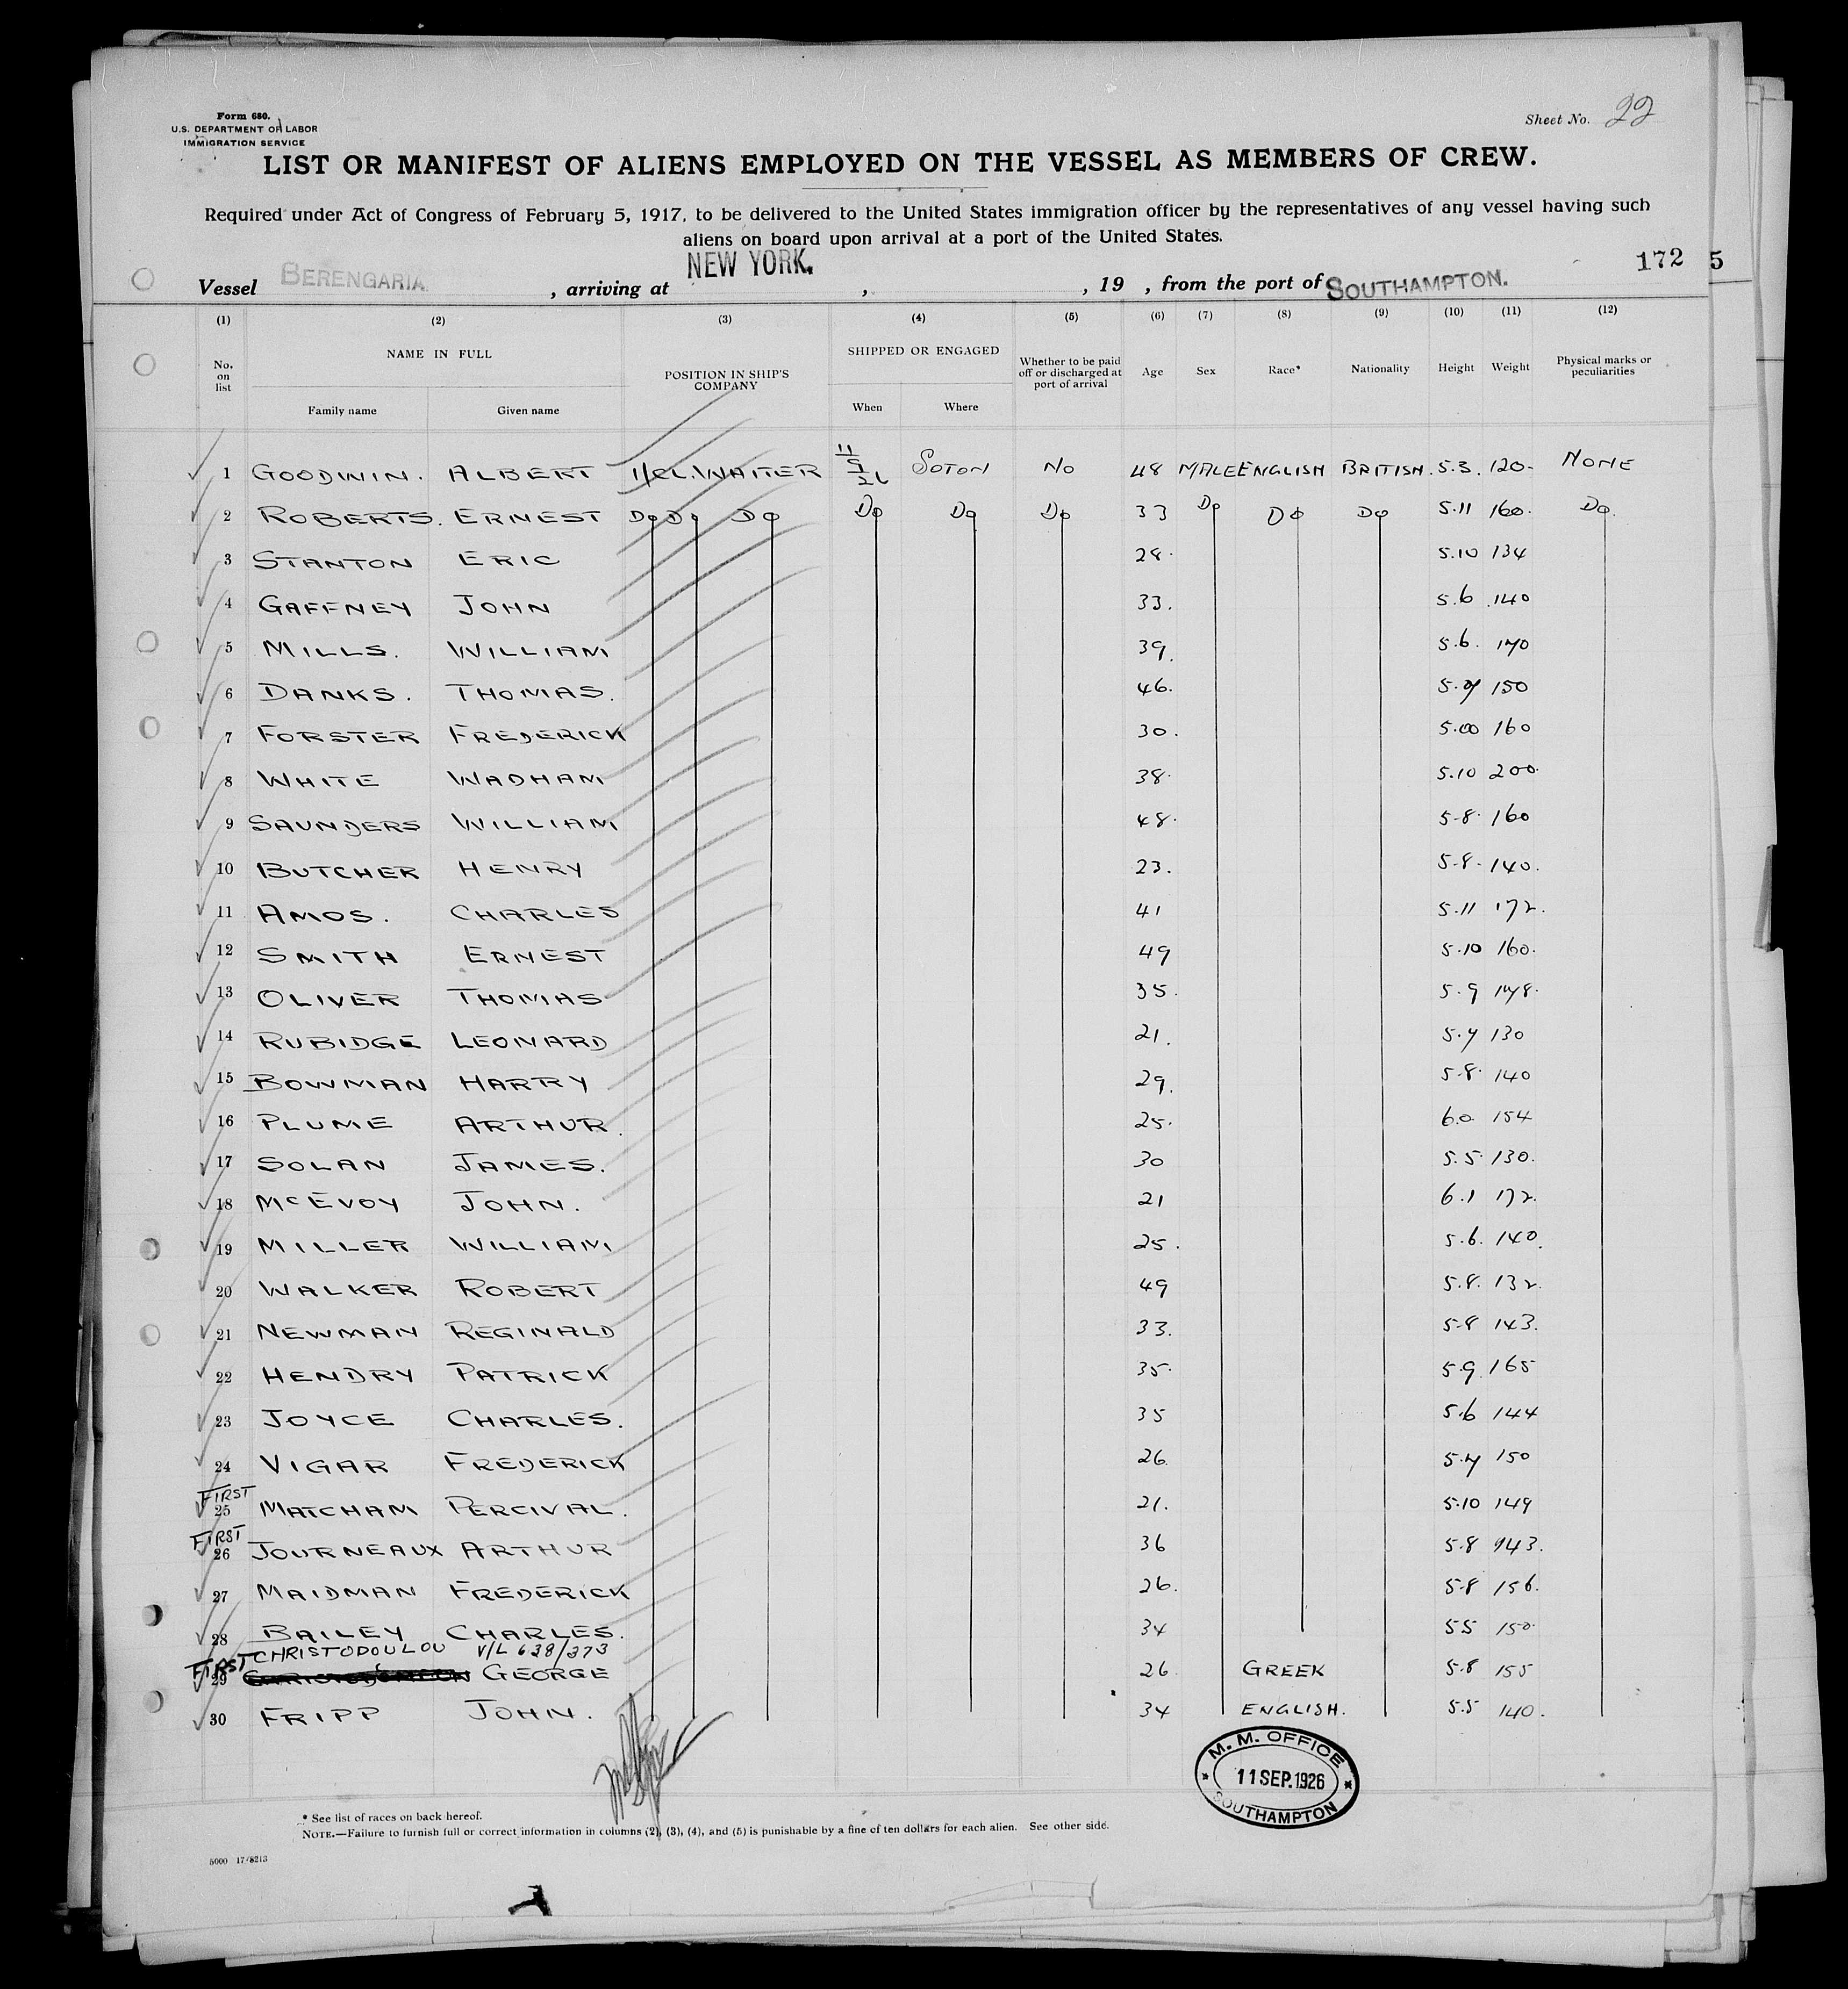 Form 680.
U.S. DEPARTMENT OF LABOR
IMMIGRATION SERVICE
Sheet No. 22
LIST OR MANIFEST OF ALIENS EMPLOYED ON THE VESSEL AS MEMBERS OF CREW.
Required under Act of Congress of February 5, 1917, to be delivered to the United States immigration officer by the representatives of any vessel having such
aliens on board upon arrival at a port of the United States.
172 5
Vessel BERENGARIA , arriving at NEW YORK. , , 19 , from the port of SOUTHAMPTON.
(1) (2) (3) (4) (5) (6) (7) (8) (9) (10) (11) (12)
No. on list NAME IN FULL POSITION IN SHIP'S COMPANY SHIPPED OR ENGAGED Whether to be paid off or discharged at port of arrival Age Sex Race* Nationality Height Weight Physical marks or peculiarities
Family name Given name When Where
1 GOODWIN. ALBERT 1/CL. WAITER 11/9/26 SOTON NO 48 MALE ENGLISH BRITISH. 5.3. 120- NONE
2 ROBERTS. ERNEST DO DO DO DO DO DO 33 DO DO DO 5.11 160. DO.
3 STANTON ERIC 28. 5.10 134
4 GAFFNEY JOHN 33. 5.6 .140
5 MILLS. WILLIAM 39. 5.6. 170
6 DANKS. THOMAS. 46. 5.7 150
7 FORSTER FREDERICK 30. 5.00 160
8 WHITE WADHAM 38. 5.10 200.
9 SAUNDERS WILLIAM 48. 5-8. 160
10 BUTCHER HENRY 23. 5-8. 140.
11 AMOS. CHARLES 41 5.11 172.
12 SMITH ERNEST 49 5.10 160.
13 OLIVER THOMAS 35. 5.9 178.
14 RUBIDGE LEONARD 21. 5.7 130
15 BOWMAN HARRY 29. 5-8. 140
16 PLUME ARTHUR. 25. 6.0 154
17 SOLAN JAMES. 30 5.5. 130.
18 McEVOY JOHN. 21 6.1 172.
19 MILLER WILLIAM 25. 5.6. 140.
20 WALKER ROBERT 49 5.8. 132.
21 NEWMAN REGINALD 33. 5-8 143.
22 HENDRY PATRICK 35. 5.9. 165
23 JOYCE CHARLES. 35 5.6 144
24 VIGAR FREDERICK 26. 5.7 150
FIRST
25 MATCHAM PERCIVAL. 21. 5.10 149
FIRST
26 JOURNEAUX ARTHUR 36 5.8 143.
27 MAIDMAN FREDERICK 26. 5-8 156.
28 BAILEY CHARLES. 34 55 150.
CHRISTODOULOU V/L 638/373
FIRST
29 GEORGE 26 GREEK 5.8 155
30 FRIPP JOHN. 34 ENGLISH. 5.5 140.
M. M. OFFICE
11 SEP. 1926
SOUTHAMPTON
* See list of races on back hereof.
NOTE.—Failure to furnish full or correct information in columns (2), (3), (4), and (5) is punishable by a fine of ten dollars for each alien. See other side.
5000 17/8213